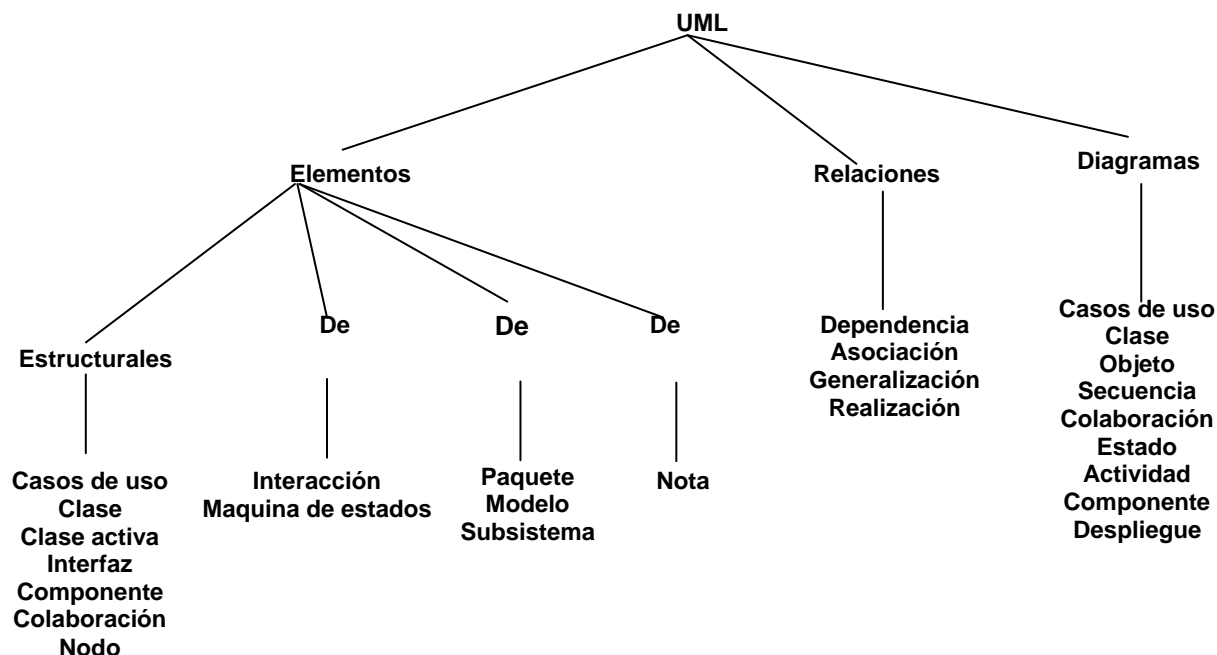 UML
Elementos
Relaciones
Diagramas
Estructurales
De
De
De
Casos de uso
Clase
Clase activa
Interfaz
Componente
Colaboración
Nodo
Interacción
Maquina de estados
Paquete
Modelo
Subsistema
Nota
Dependencia
Asociación
Generalización
Realización
Casos de uso
Clase
Objeto
Secuencia
Colaboración
Estado
Actividad
Componente
Despliegue